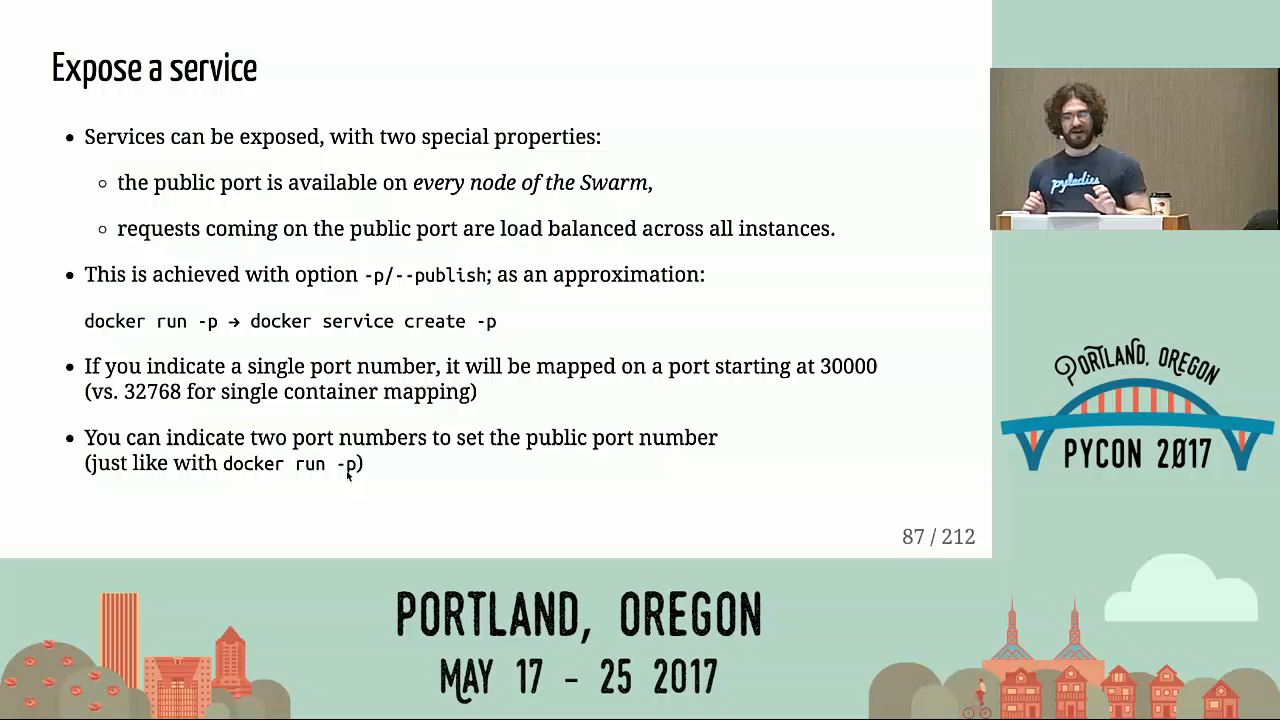 Expose a service
• Services can be exposed, with two special properties:
◦ the public port is available on every node of the Swarm,
◦ requests coming on the public port are load balanced across all instances.
• This is achieved with option -p/--publish; as an approximation:
docker run -p → docker service create -p
• If you indicate a single port number, it will be mapped on a port starting at 30000
(vs. 32768 for single container mapping)
• You can indicate two port numbers to set the public port number
(just like with docker run -p)
87 / 212
pyladies
PORTLAND, OREGON
PYCON 2017
PORTLAND, OREGON
MAY 17 - 25 2017